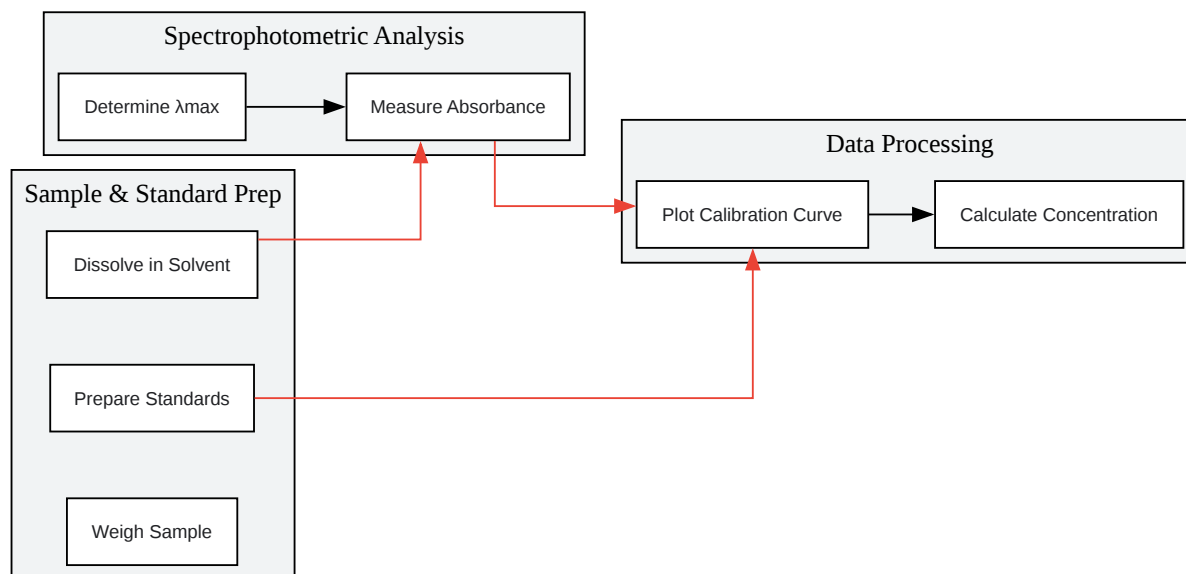 Spectrophotometric Analysis
Determine λmax
Measure Absorbance
Data Processing
Plot Calibration Curve
Calculate Concentration
Sample & Standard Prep
Dissolve in Solvent
Prepare Standards
Weigh Sample